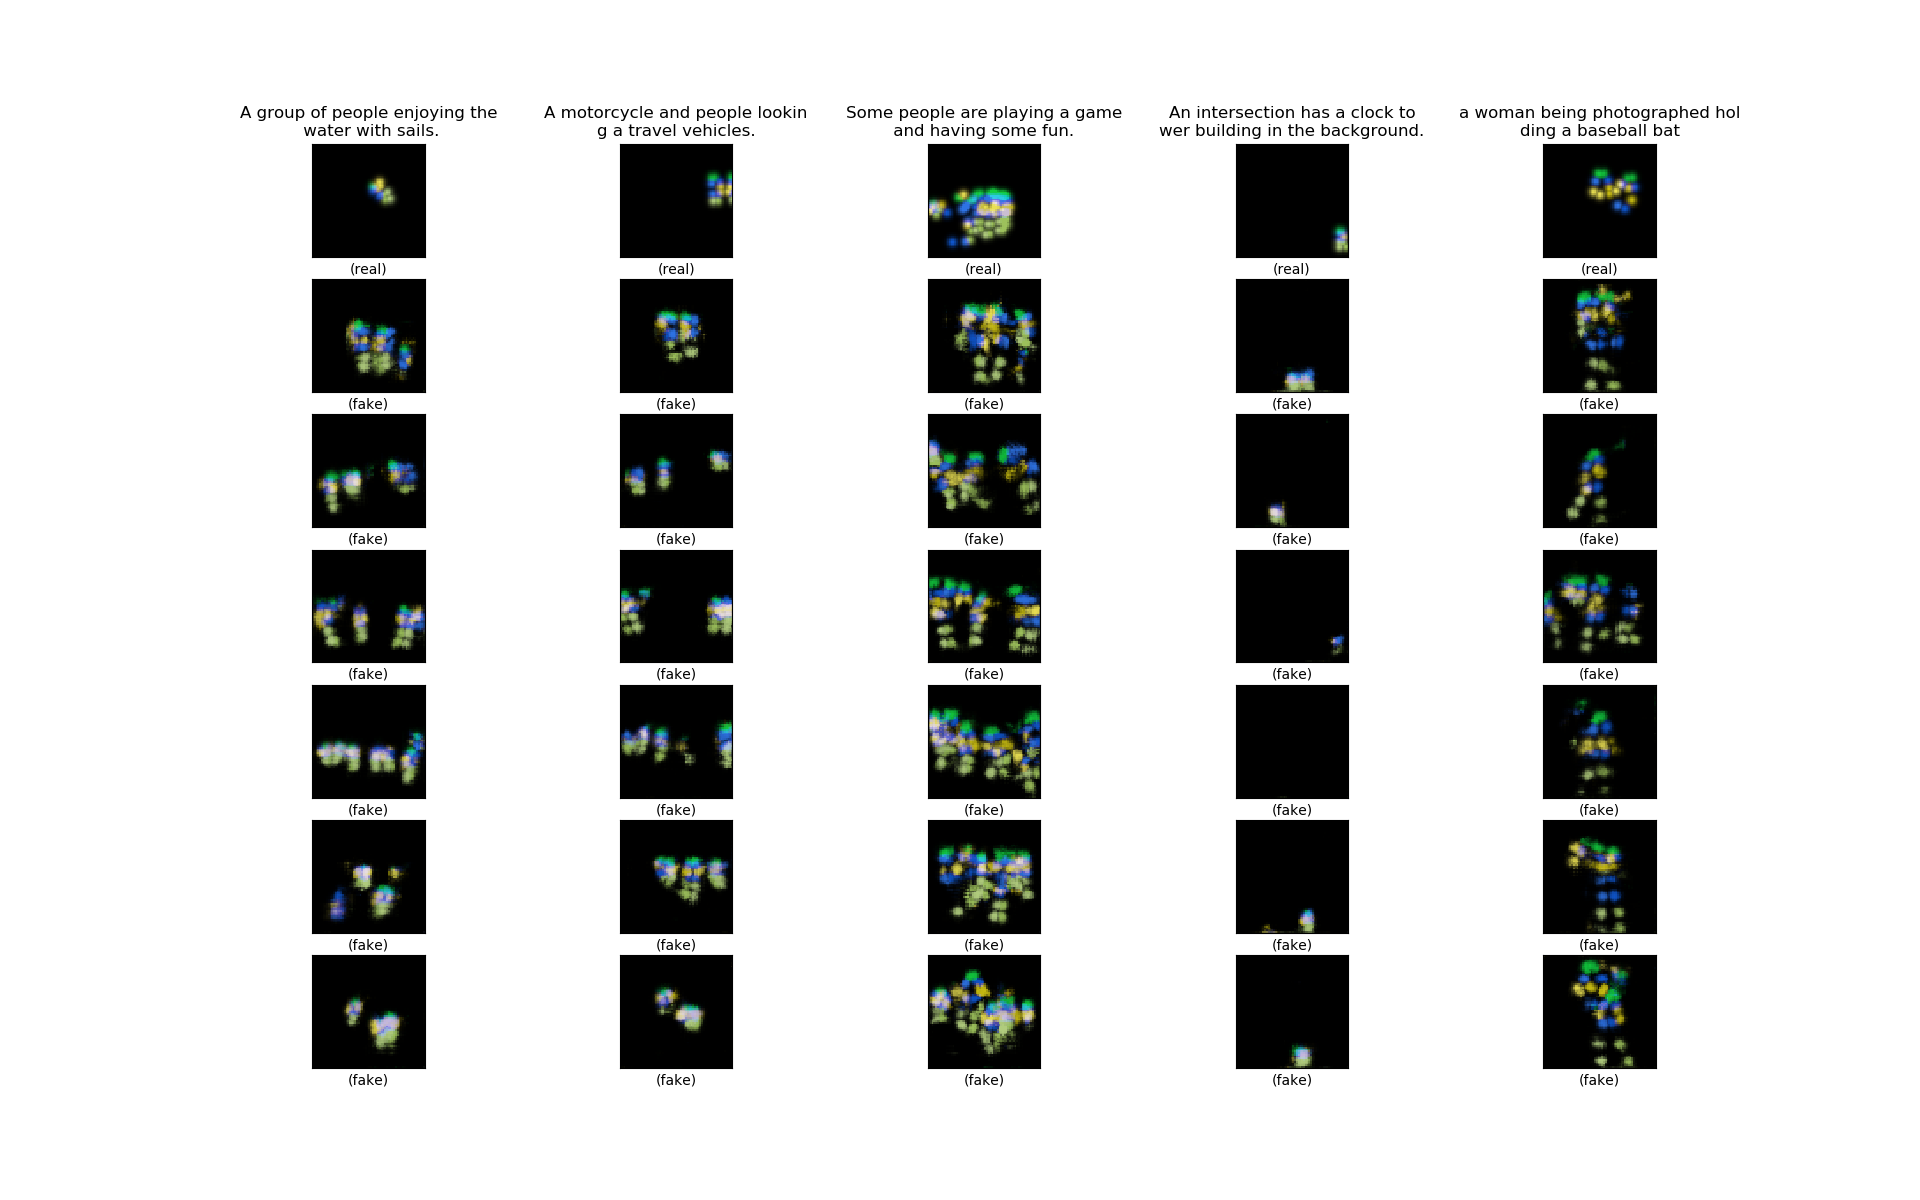 A group of people enjoying the
water with sails.
A motorcycle and people lookin
g a travel vehicles.
Some people are playing a game
and having some fun.
An intersection has a clock to
wer building in the background.
a woman being photographed hol
ding a baseball bat
(real) (real) (real) (real) (real)
(fake) (fake) (fake) (fake) (fake)
(fake) (fake) (fake) (fake) (fake)
(fake) (fake) (fake) (fake) (fake)
(fake) (fake) (fake) (fake) (fake)
(fake) (fake) (fake) (fake) (fake)
(fake) (fake) (fake) (fake) (fake)